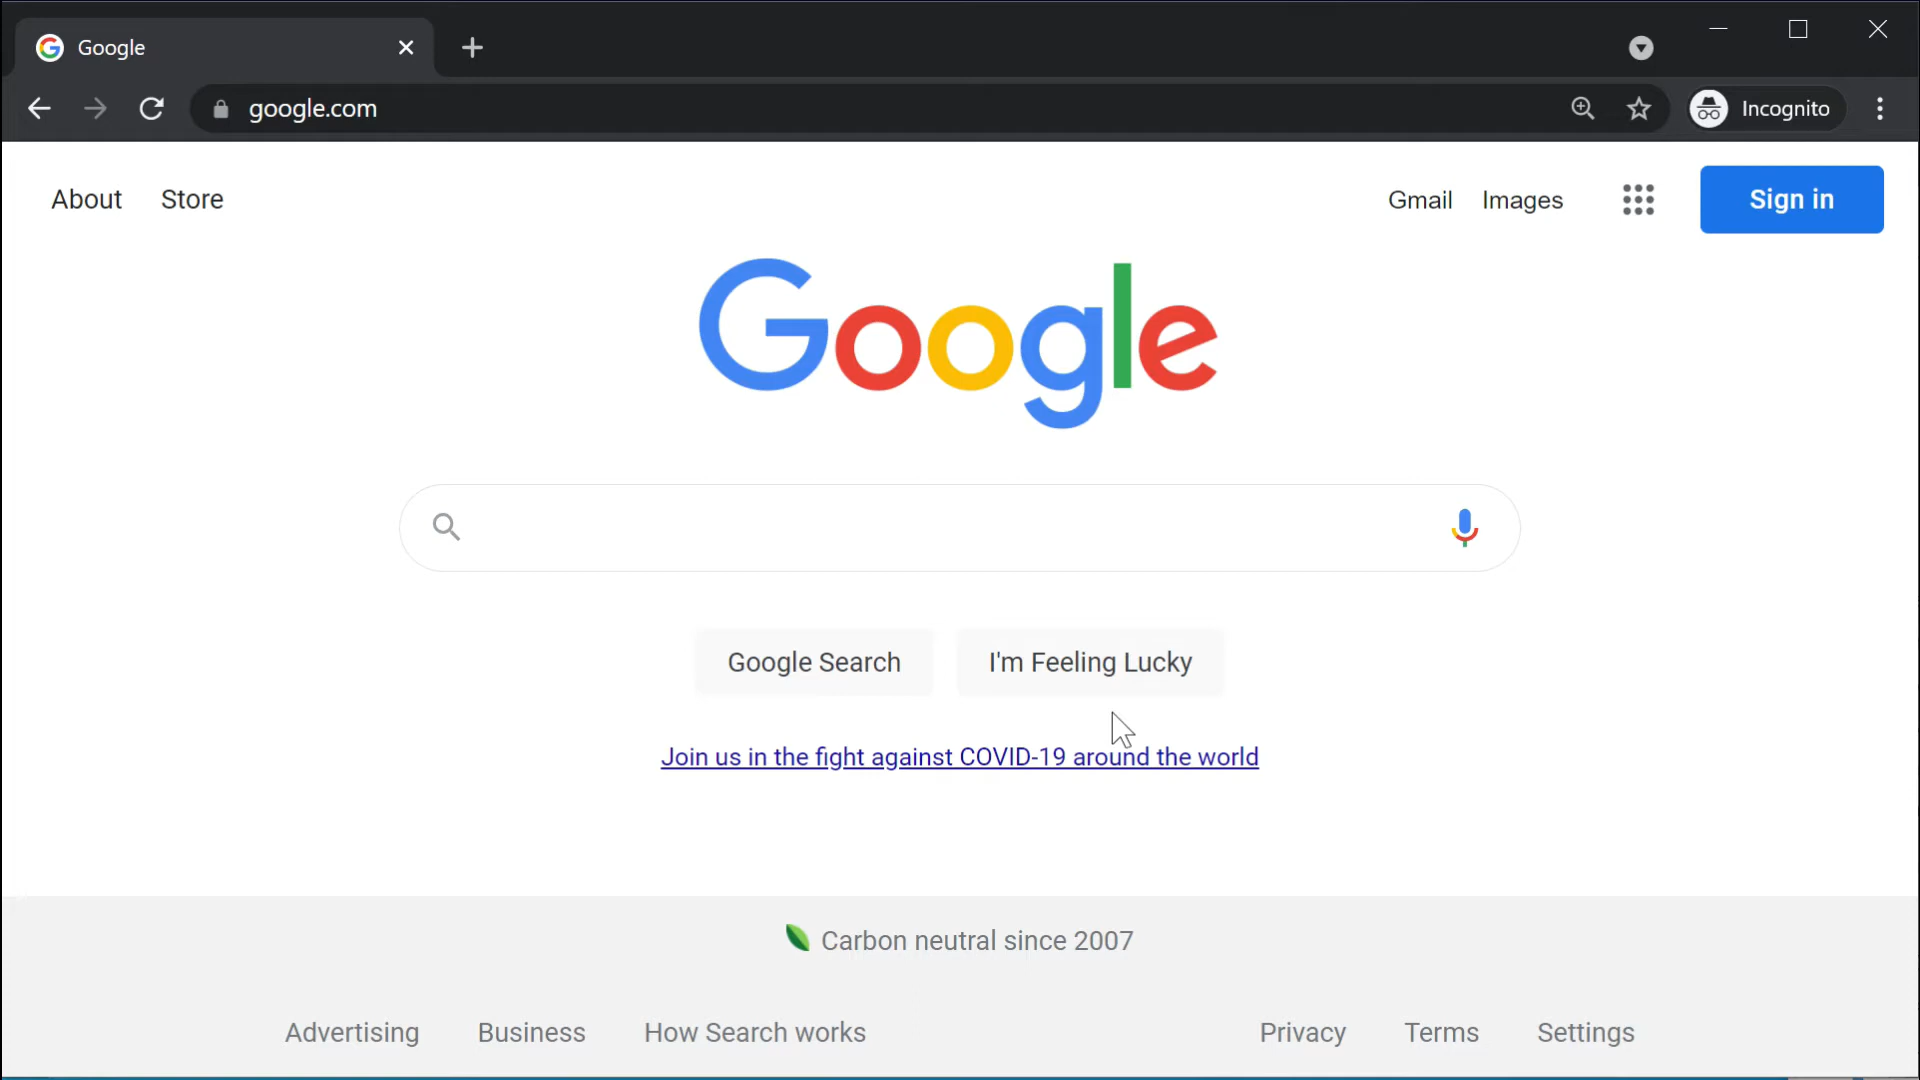 Google
google.com
Incognito
About Store Gmail Images Sign in
Google
Google Search I'm Feeling Lucky
Join us in the fight against COVID-19 around the world
Carbon neutral since 2007
Advertising Business How Search works Privacy Terms Settings